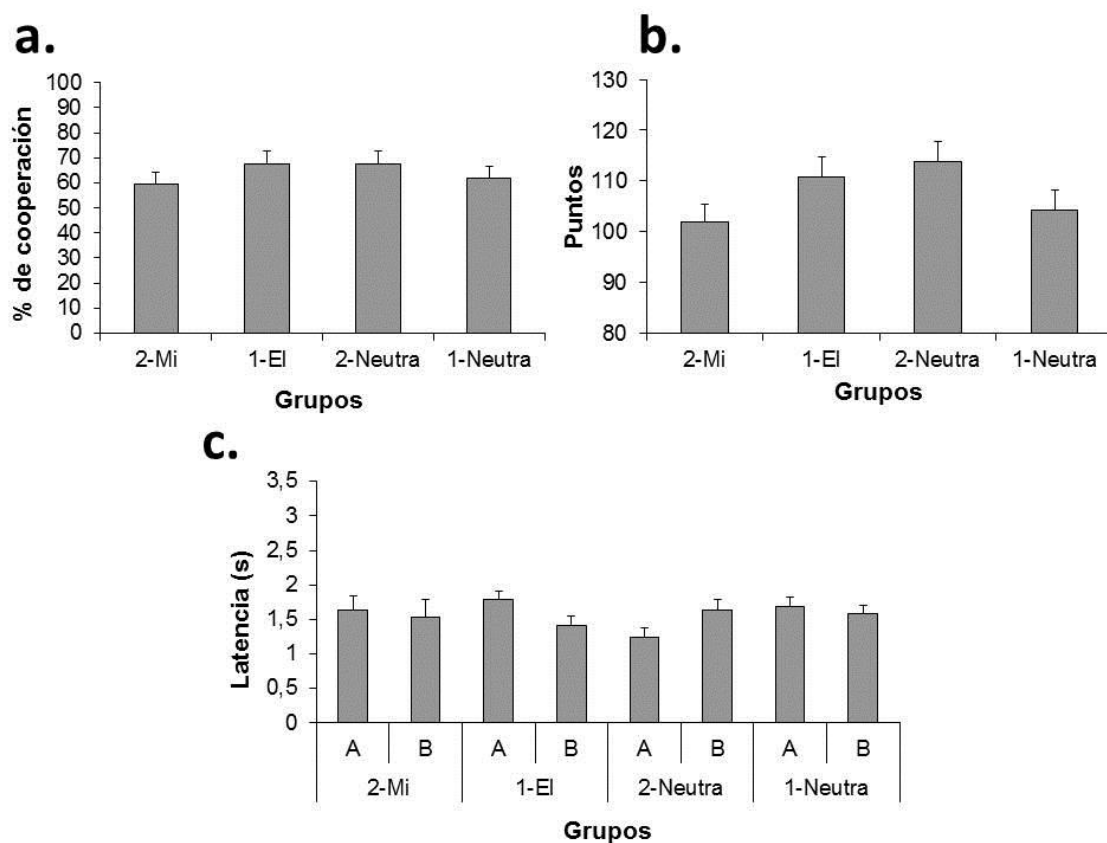 a.
% de cooperación
100
90
80
70
60
50
40
30
20
10
0
2-Mi 1-El 2-Neutra 1-Neutra
Grupos
b.
Puntos
130
120
110
100
90
80
2-Mi 1-El 2-Neutra 1-Neutra
Grupos
c.
Latencia (s)
3,5
3
2,5
2
1,5
1
0,5
0
A B A B A B A B
2-Mi 1-El 2-Neutra 1-Neutra
Grupos